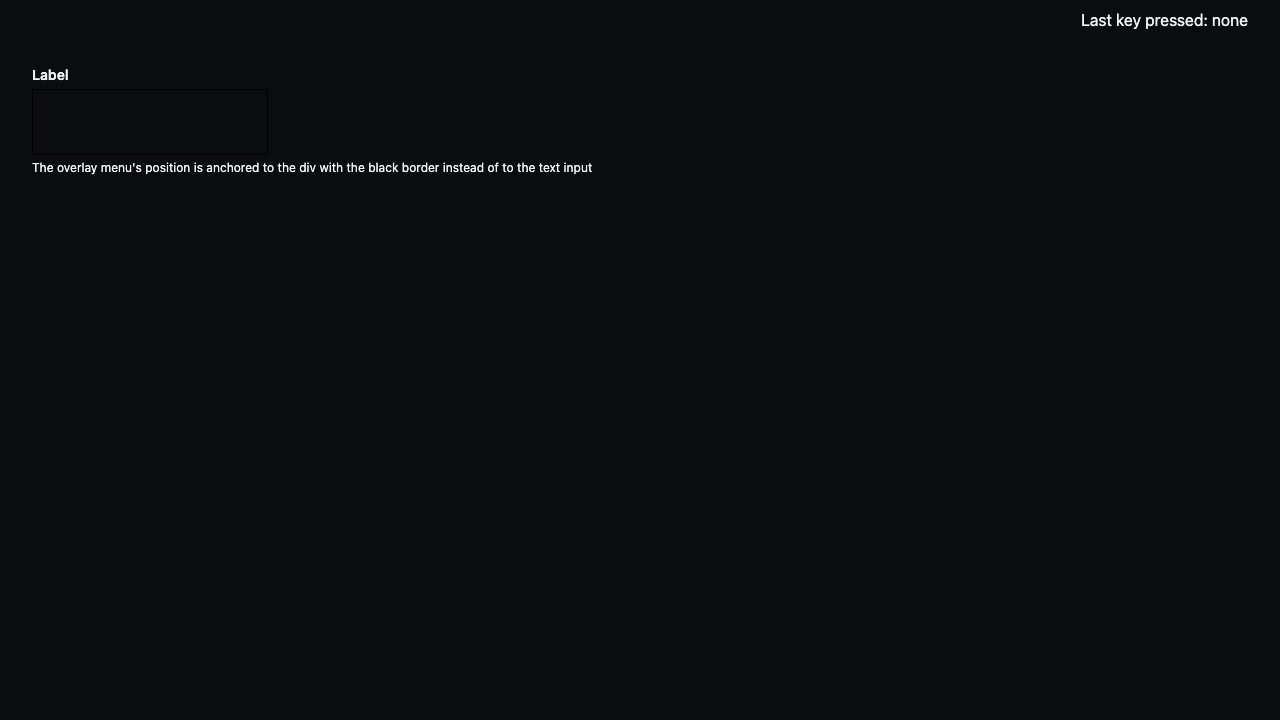 Last key pressed: none
Label
The overlay menu's position is anchored to the div with the black border instead of to the text input